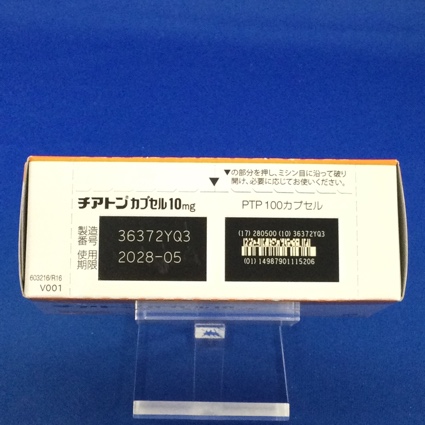 ▼の部分を押し、ミシン目に沿って破り
開け、必要に応じてお使いください。
▼
チアトンカプセル10mg
PTP 100カプセル
製造番号 36372YQ3
使用期限 2028-05
(17) 280500 (10) 36372YQ3
(01) 14987901115206
603216/R16
V001